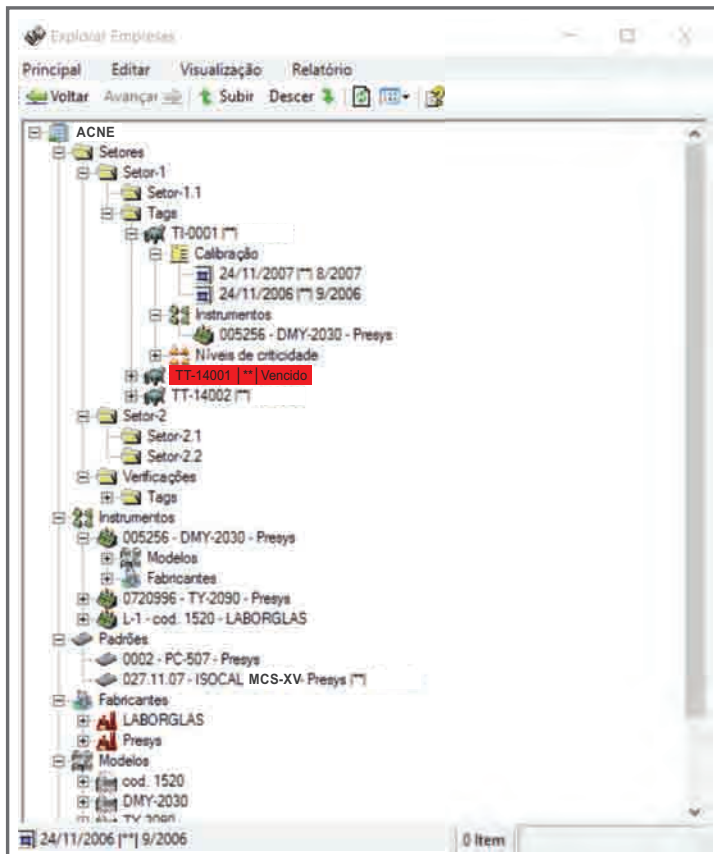 Explorar Empresas
Principal Editar Visualização Relatório
Voltar Avançar Subir Descer
ACNE
Setores
Setor-1
Setor-1.1
Tags
TI-0001 |**|
Calibração
24/11/2007 |**| 8/2007
24/11/2006 |**| 9/2006
Instrumentos
005256 - DMY-2030 - Presys
Níveis de criticidade
TT-14001 |**| Vencido
TT-14002 |**|
Setor-2
Setor-2.1
Setor-2.2
Verificações
Tags
Instrumentos
005256 - DMY-2030 - Presys
Modelos
Fabricantes
0720996 - TY-2090 - Presys
L-1 - cod. 1520 - LABORGLAS
Padrões
0002 - PC-507 - Presys
027.11.07 - ISOCAL MCS-XV- Presys |**|
Fabricantes
LABORGLAS
Presys
Modelos
cod. 1520
DMY-2030
TY-2090
24/11/2006 |**| 9/2006 0 Item